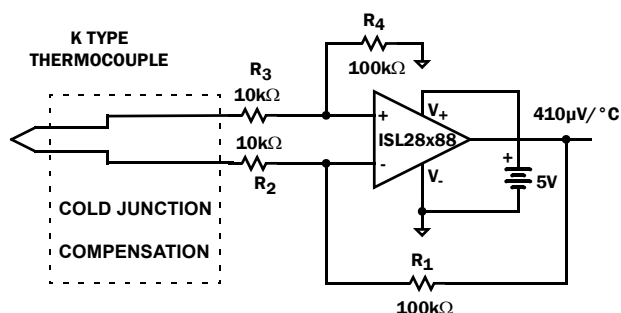 K TYPE
THERMOCOUPLE
R4
100kΩ
R3
10kΩ
410µV/°C
+
V+
ISL28x88
-
V-
+
5V
10kΩ
R2
COLD JUNCTION
COMPENSATION
R1
100kΩ